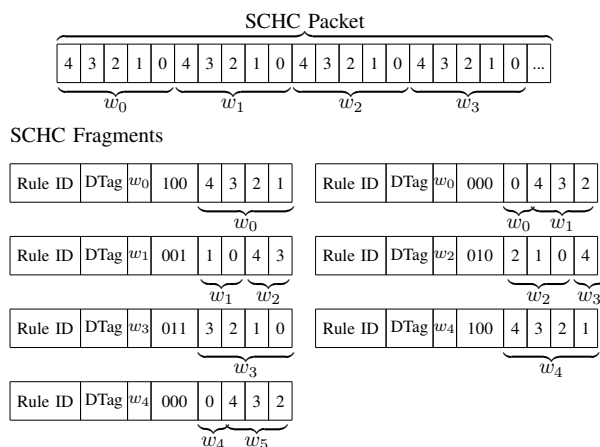 SCHC Packet
4 3 2 1 0 4 3 2 1 0 4 3 2 1 0 4 3 2 1 0 ...
w0 w1 w2 w3
SCHC Fragments
Rule ID DTag w0 100 4 3 2 1
w0
Rule ID DTag w0 000 0 4 3 2
w0 w1
Rule ID DTag w1 001 1 0 4 3
w1 w2
Rule ID DTag w2 010 2 1 0 4
w2 w3
Rule ID DTag w3 011 3 2 1 0
w3
Rule ID DTag w4 100 4 3 2 1
w4
Rule ID DTag w4 000 0 4 3 2
w4 w5